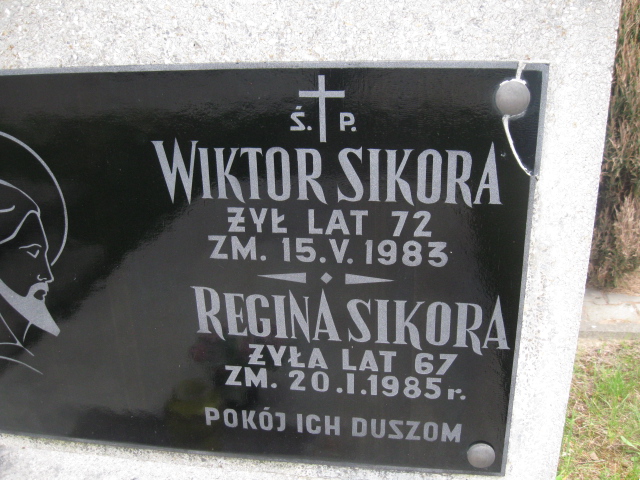 Ś. P.
WIKTOR SIKORA
ŻYŁ LAT 72
ZM. 15.V.1983
REGINA SIKORA
ŻYŁA LAT 67
ZM. 20.I.1985 r.
POKÓJ ICH DUSZOM